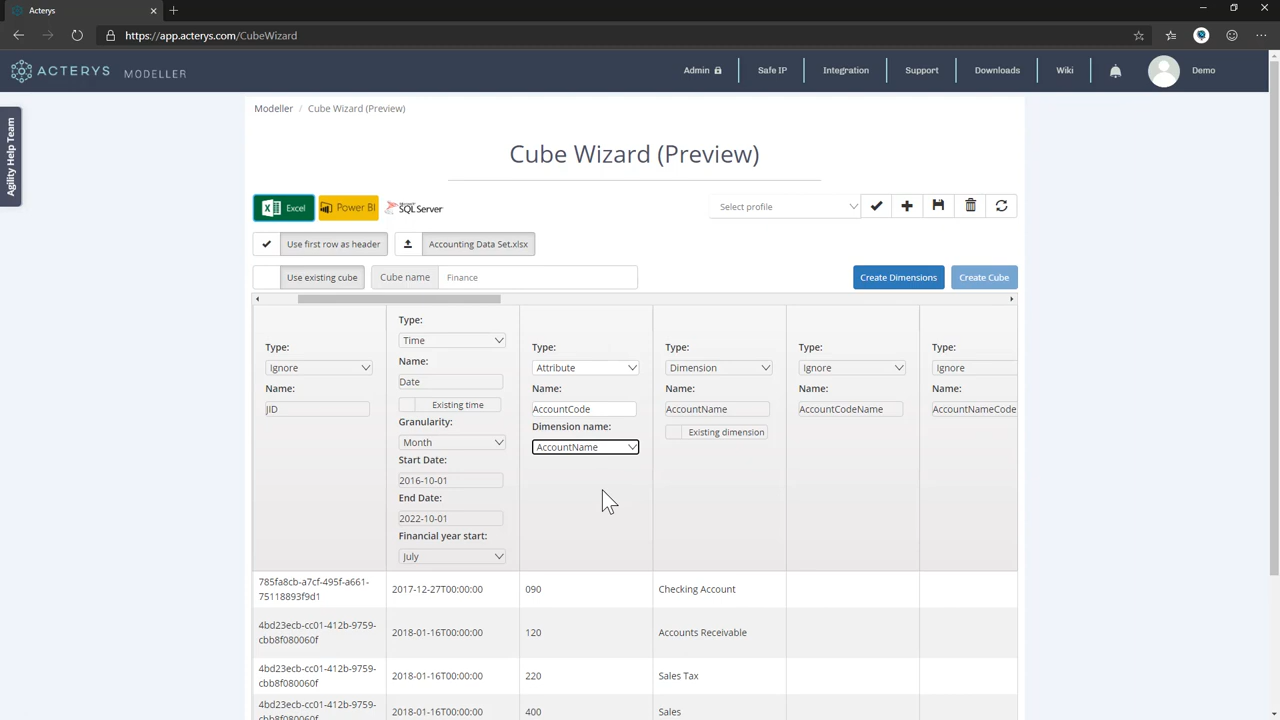 Acterys
https://app.acterys.com/CubeWizard
ACTERYS MODELLER
Admin
Safe IP
Integration
Support
Downloads
Wiki
Demo
Agility Help Team
Modeller / Cube Wizard (Preview)
Cube Wizard (Preview)
Excel
Power BI
Microsoft SQL Server
Select profile
Use first row as header
Accounting Data Set.xlsx
Use existing cube
Cube name
Finance
Create Dimensions
Create Cube
Type:
Ignore
Name:
JID
Type:
Time
Name:
Date
Existing time
Granularity:
Month
Start Date:
2016-10-01
End Date:
2022-10-01
Financial year start:
July
Type:
Attribute
Name:
AccountCode
Dimension name:
AccountName
Type:
Dimension
Name:
AccountName
Existing dimension
Type:
Ignore
Name:
AccountCodeName
Type:
Ignore
Name:
AccountNameCode
785fa8cb-a7cf-495f-a661-
75118893f9d1
2017-12-27T00:00:00
090
Checking Account
4bd23ecb-cc01-412b-9759-
cbb8f080060f
2018-01-16T00:00:00
120
Accounts Receivable
4bd23ecb-cc01-412b-9759-
cbb8f080060f
2018-01-16T00:00:00
220
Sales Tax
4bd23ecb-cc01-412b-9759-
cbb8f080060f
2018-01-16T00:00:00
400
Sales